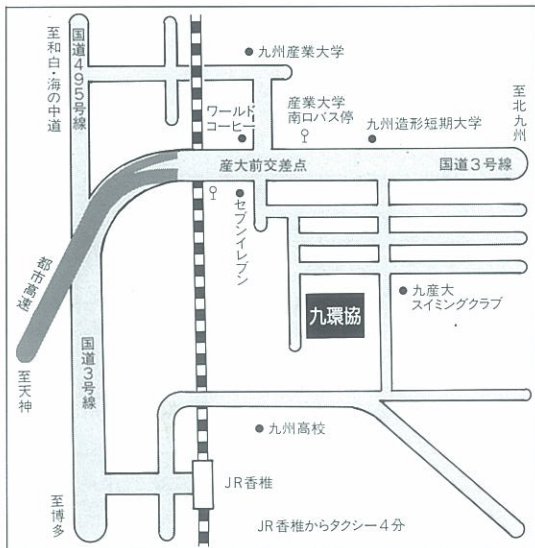 至和白・海の中道
国道495号線
九州産業大学
ワールド
コーヒー
産業大学
南口バス停
九州造形短期大学
至北九州
産大前交差点
国道3号線
セブンイレブン
都市高速
九産大
スイミングクラブ
九環協
至天神
国道3号線
九州高校
JR香椎
至博多
JR香椎からタクシー4分